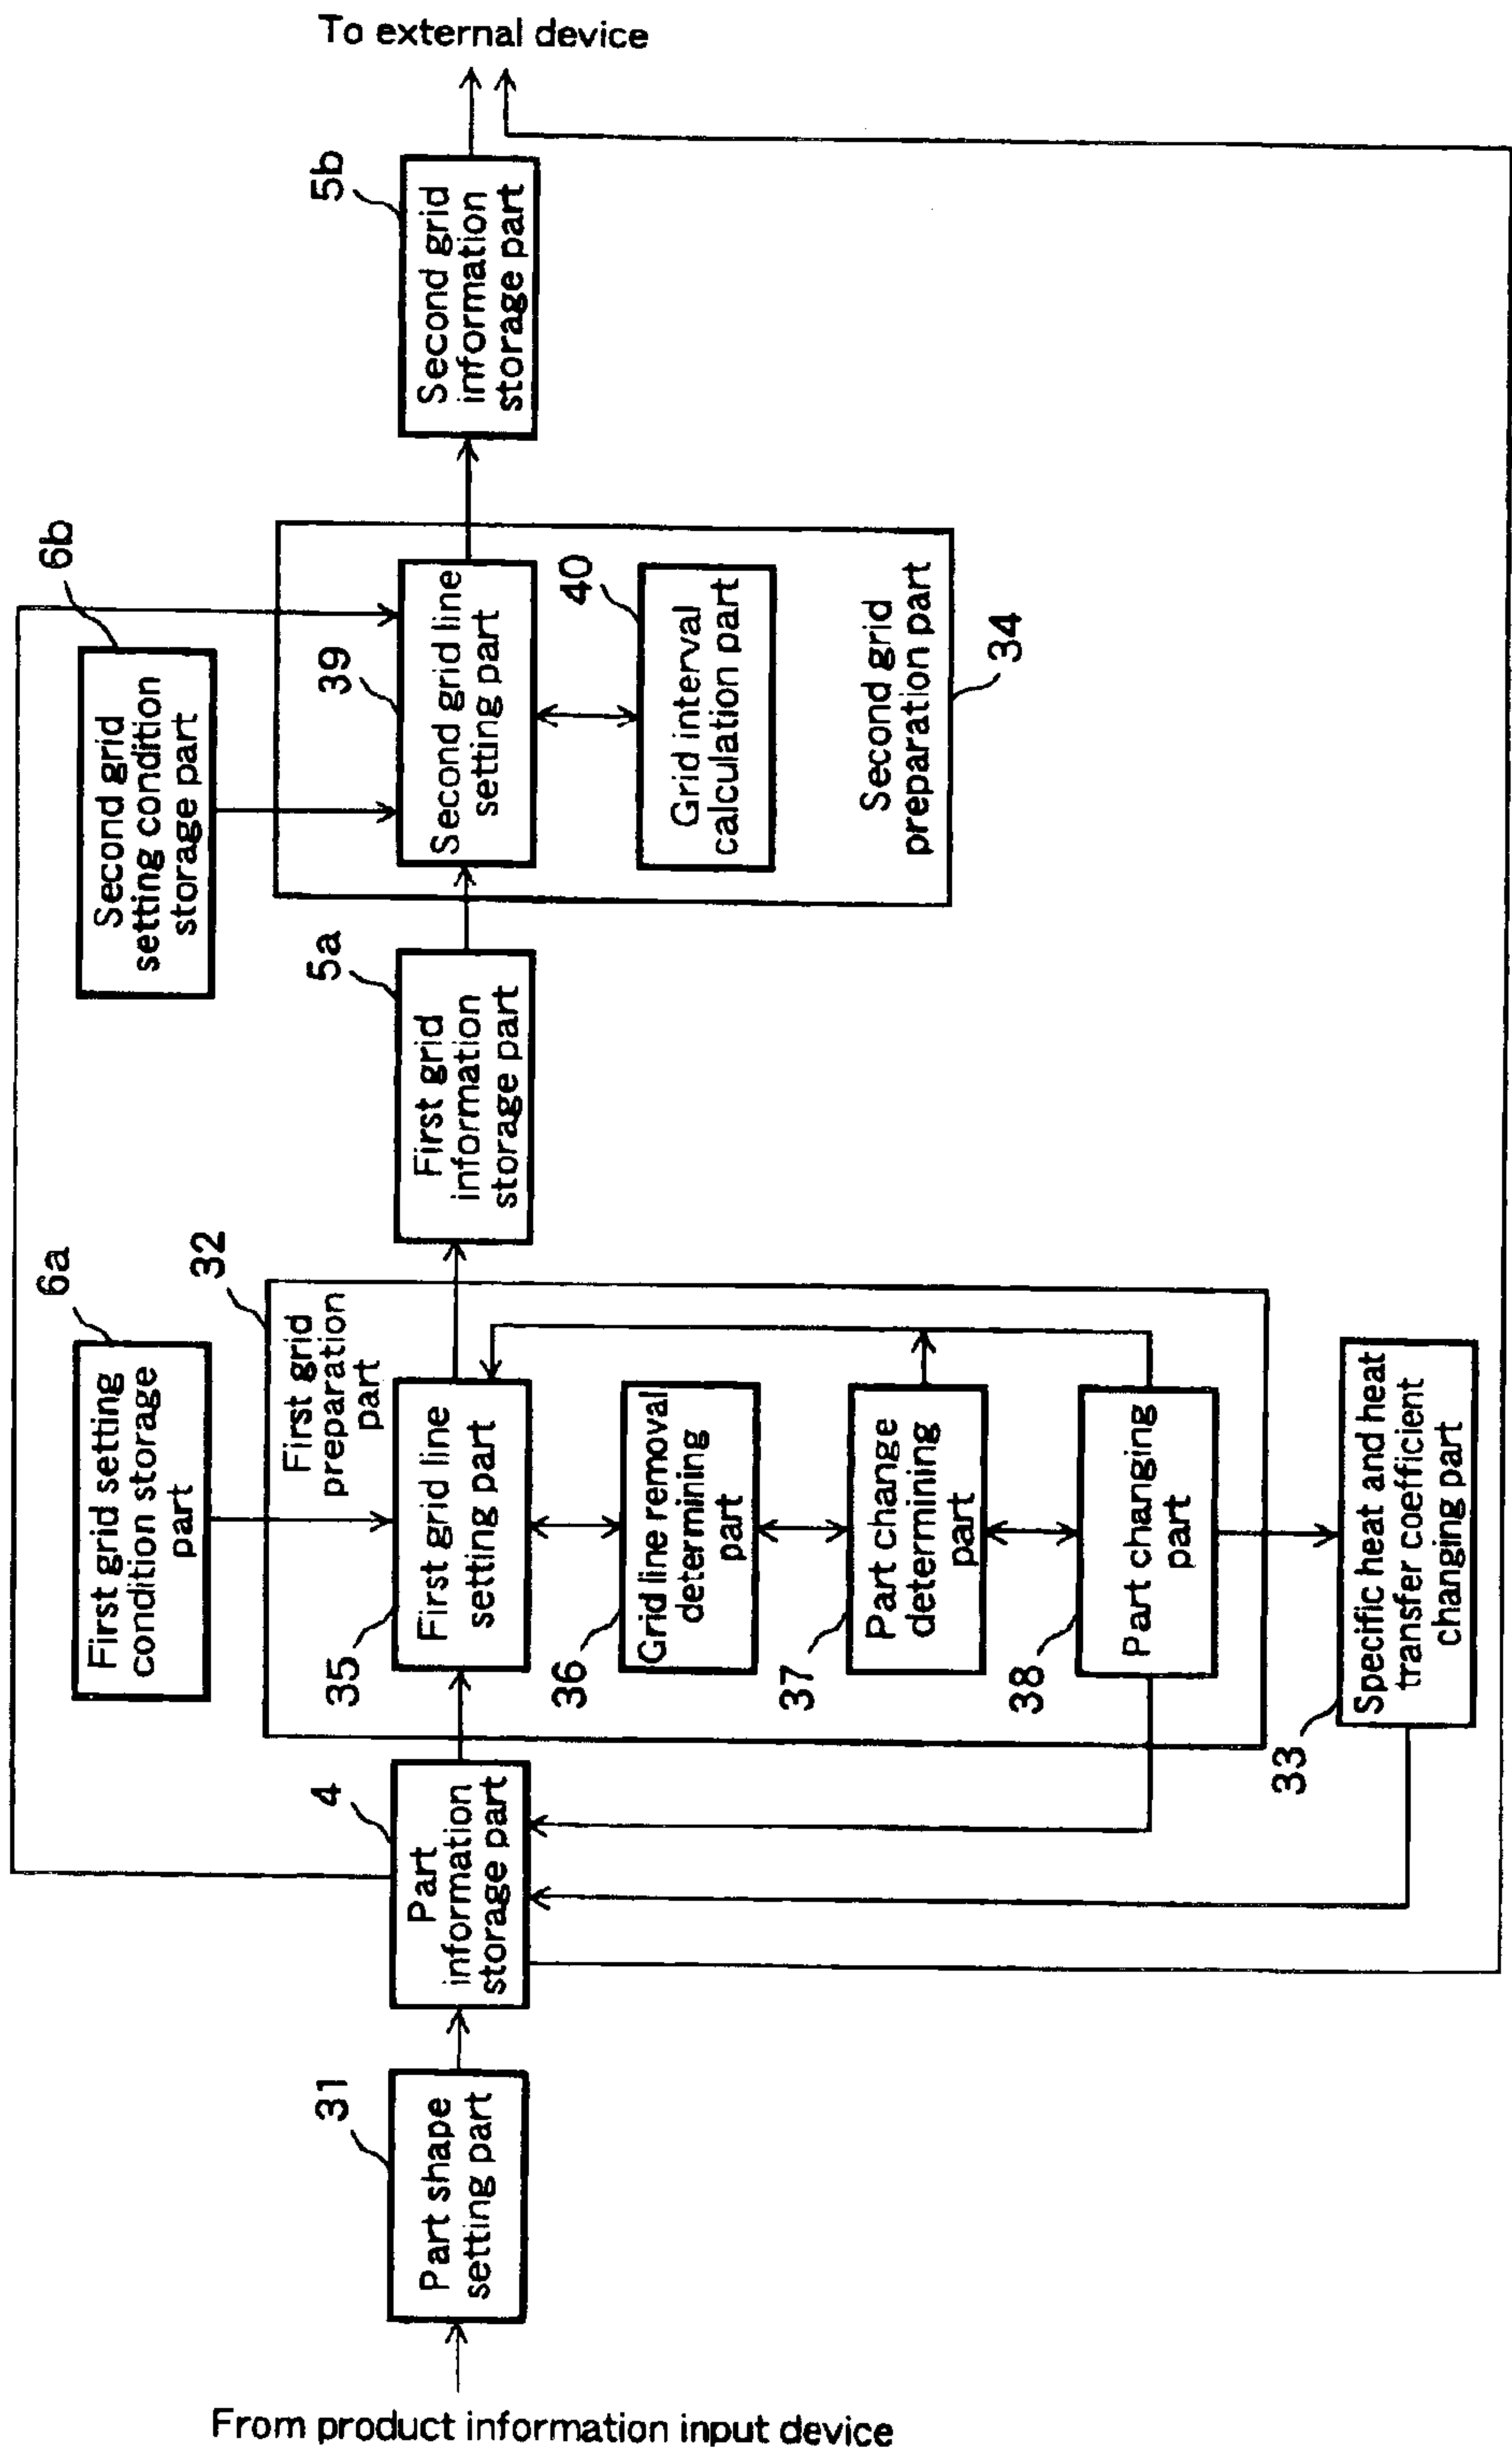 From product information input device
31
Part shape
setting part
4
Part
information
storage part
6a
First grid setting
condition storage
part
32
First grid
preparation
part
35
First grid line
setting part
36
Grid line removal
determining
part
37
Part change
determining
part
38
Part changing
part
33
Specific heat and heat
transfer coefficient
changing part
5a
First grid
information
storage part
6b
Second grid
setting condition
storage part
39
Second grid line
setting part
40
Grid interval
calculation part
Second grid
preparation part
34
5b
Second grid
information
storage part
To external device